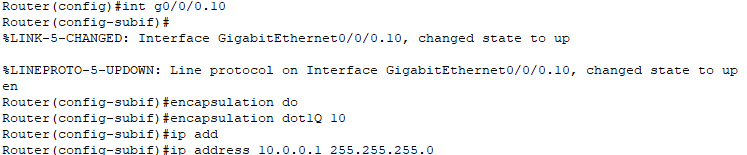 Router(config)#int g0/0/0.10
Router(config-subif)#
%LINK-5-CHANGED: Interface GigabitEthernet0/0/0.10, changed state to up
%LINEPROTO-5-UPDOWN: Line protocol on Interface GigabitEthernet0/0/0.10, changed state to up
en
Router(config-subif)#encapsulation do
Router(config-subif)#encapsulation dot1Q 10
Router(config-subif)#ip add
Router(config-subif)#ip address 10.0.0.1 255.255.255.0